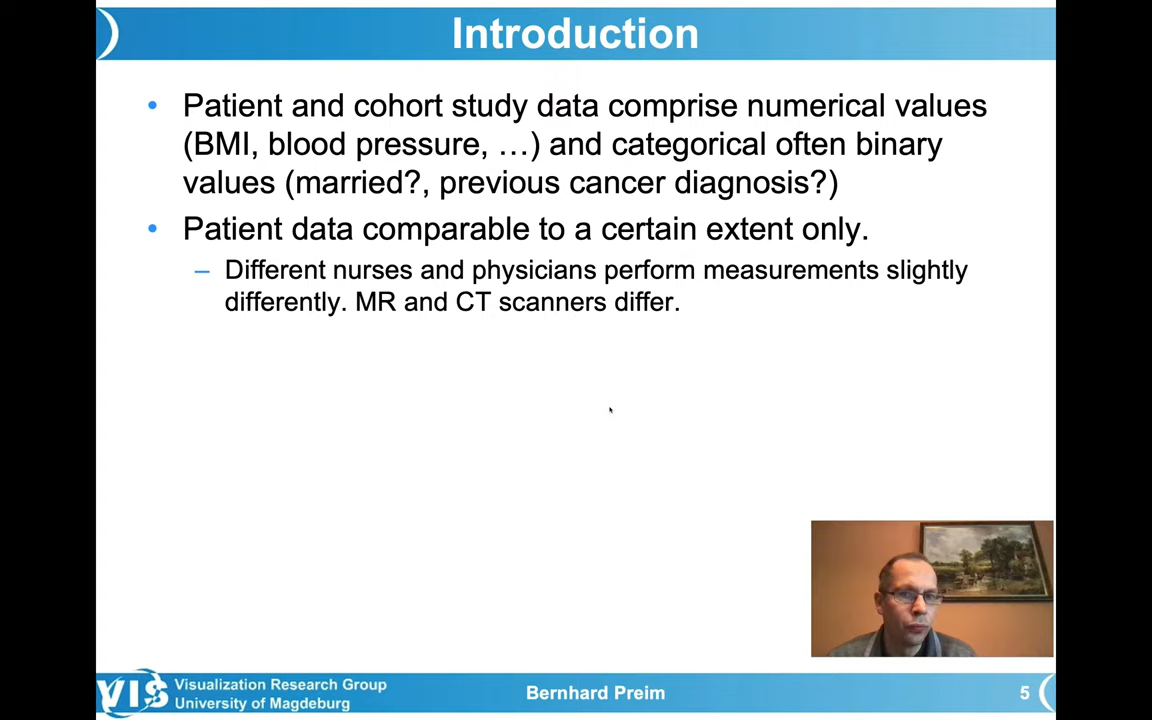 Introduction
• Patient and cohort study data comprise numerical values
(BMI, blood pressure, …) and categorical often binary
values (married?, previous cancer diagnosis?)
• Patient data comparable to a certain extent only.
– Different nurses and physicians perform measurements slightly
differently. MR and CT scanners differ.
VIS
Visualization Research Group
University of Magdeburg
Bernhard Preim
5